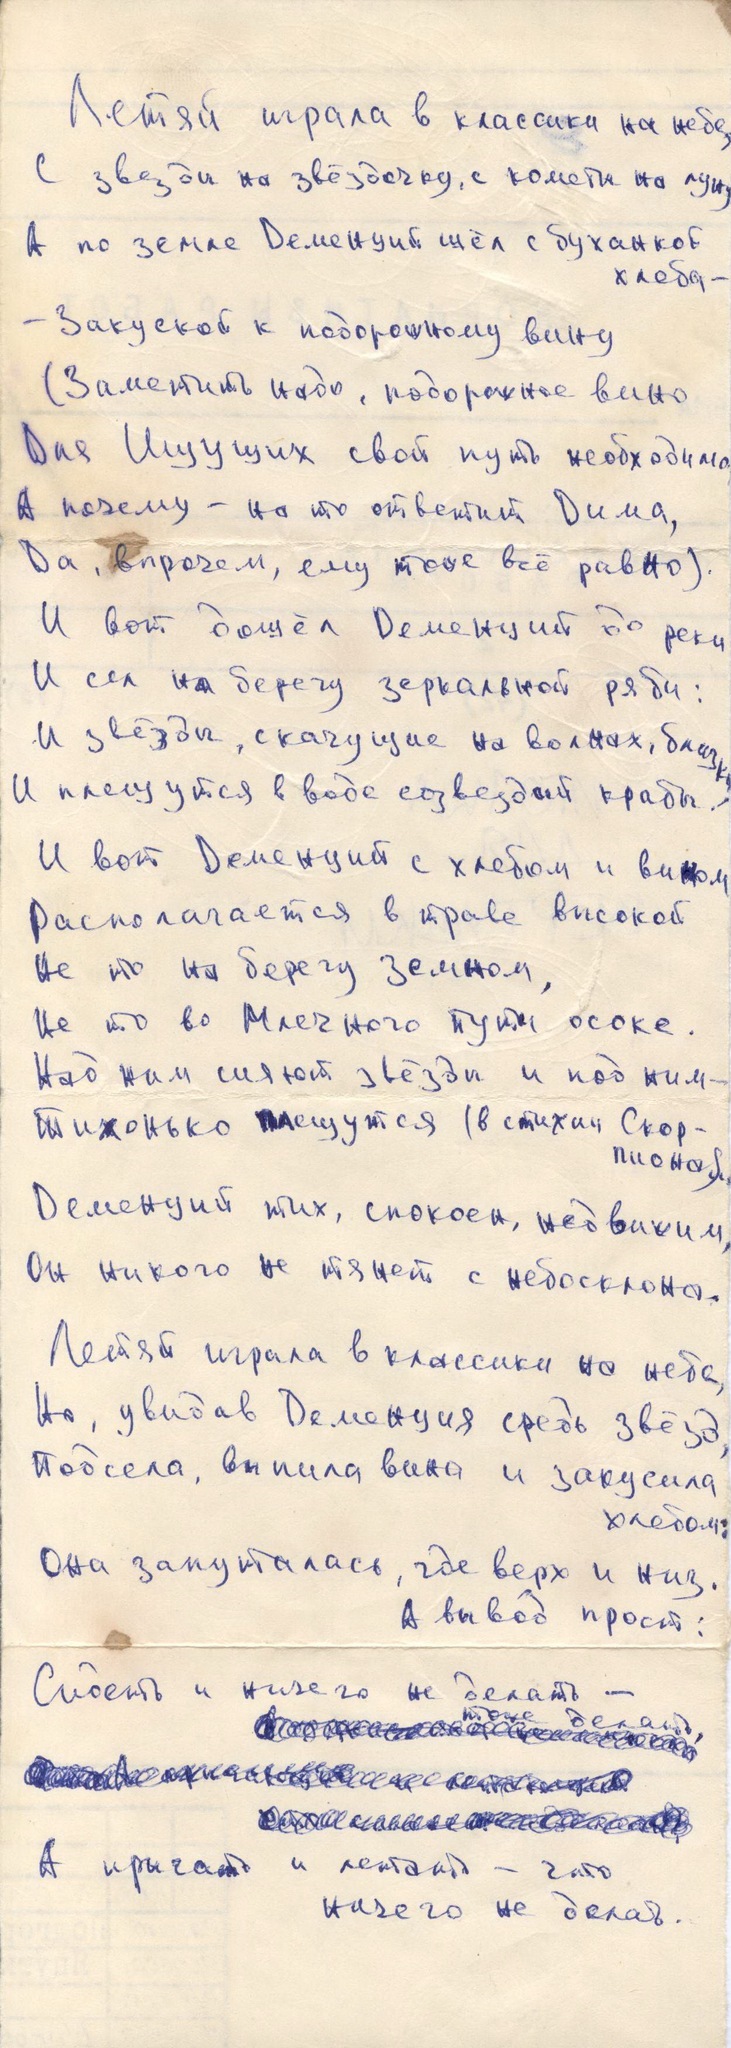 Летяй играла в классики на небе,
С звезды на звёздочку, с кометы на луну
А по земле Деменций шёл с буханкой
хлеба –
– Закуской к подорожному вину
(Заметить надо, подорожное вино
Для Ищущих свой путь необходимо,
А почему – на то ответит Дима,
Да, впрочем, ему тоже всё равно).
И вот дошёл Деменций до реки
И сел на берегу зеркальной ряби:
И звёзды, скачущие на волнах, близки
И плещутся в воде созвездий крабы.
И вот Деменций с хлебом и вином
Располагается в траве высокой
Не то на берегу земном,
Не то во Млечного пути осоке.
Над ним сияют звёзды и под ним –
Тихонько плещутся (в стихии Скор-
пиона).
Деменций тих, спокоен, недвижим,
Он никого не тянет с небосклона.
Летяй играла в классики на небе,
Но, увидав Деменция средь звёзд,
Подсела, выпила вина и закусила
хлебом:
Она запуталась, где верх и низ.
А вывод прост:
Сидеть и ничего не делать –
тоже делать,
А прыгать и летать – что
ничего не делать.